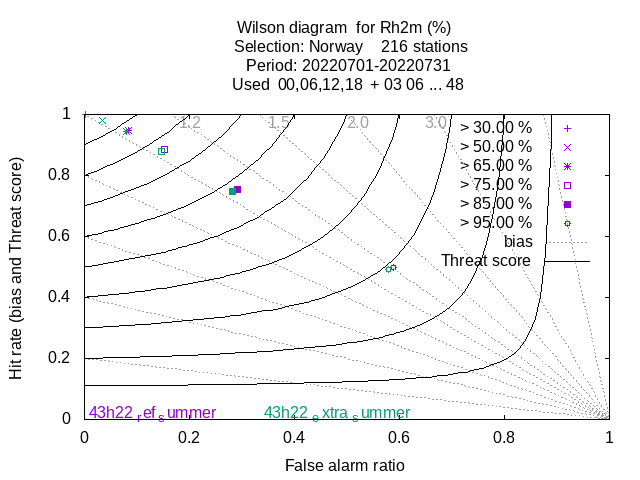 Wilson diagram  for Rh2m (%)
Selection: Norway    216 stations
Period: 20220701-20220731
Used  00,06,12,18  + 03 06 ... 48
Hit rate (bias and Threat score)
1
0.8
0.6
0.4
0.2
0
1.2
1.5
2.0
3.0
> 30.00 %
> 50.00 %
> 65.00 %
> 75.00 %
> 85.00 %
> 95.00 %
bias
Threat score
43h22refsummer
43h22extrasummer
0
0.2
0.4
0.6
0.8
1
False alarm ratio